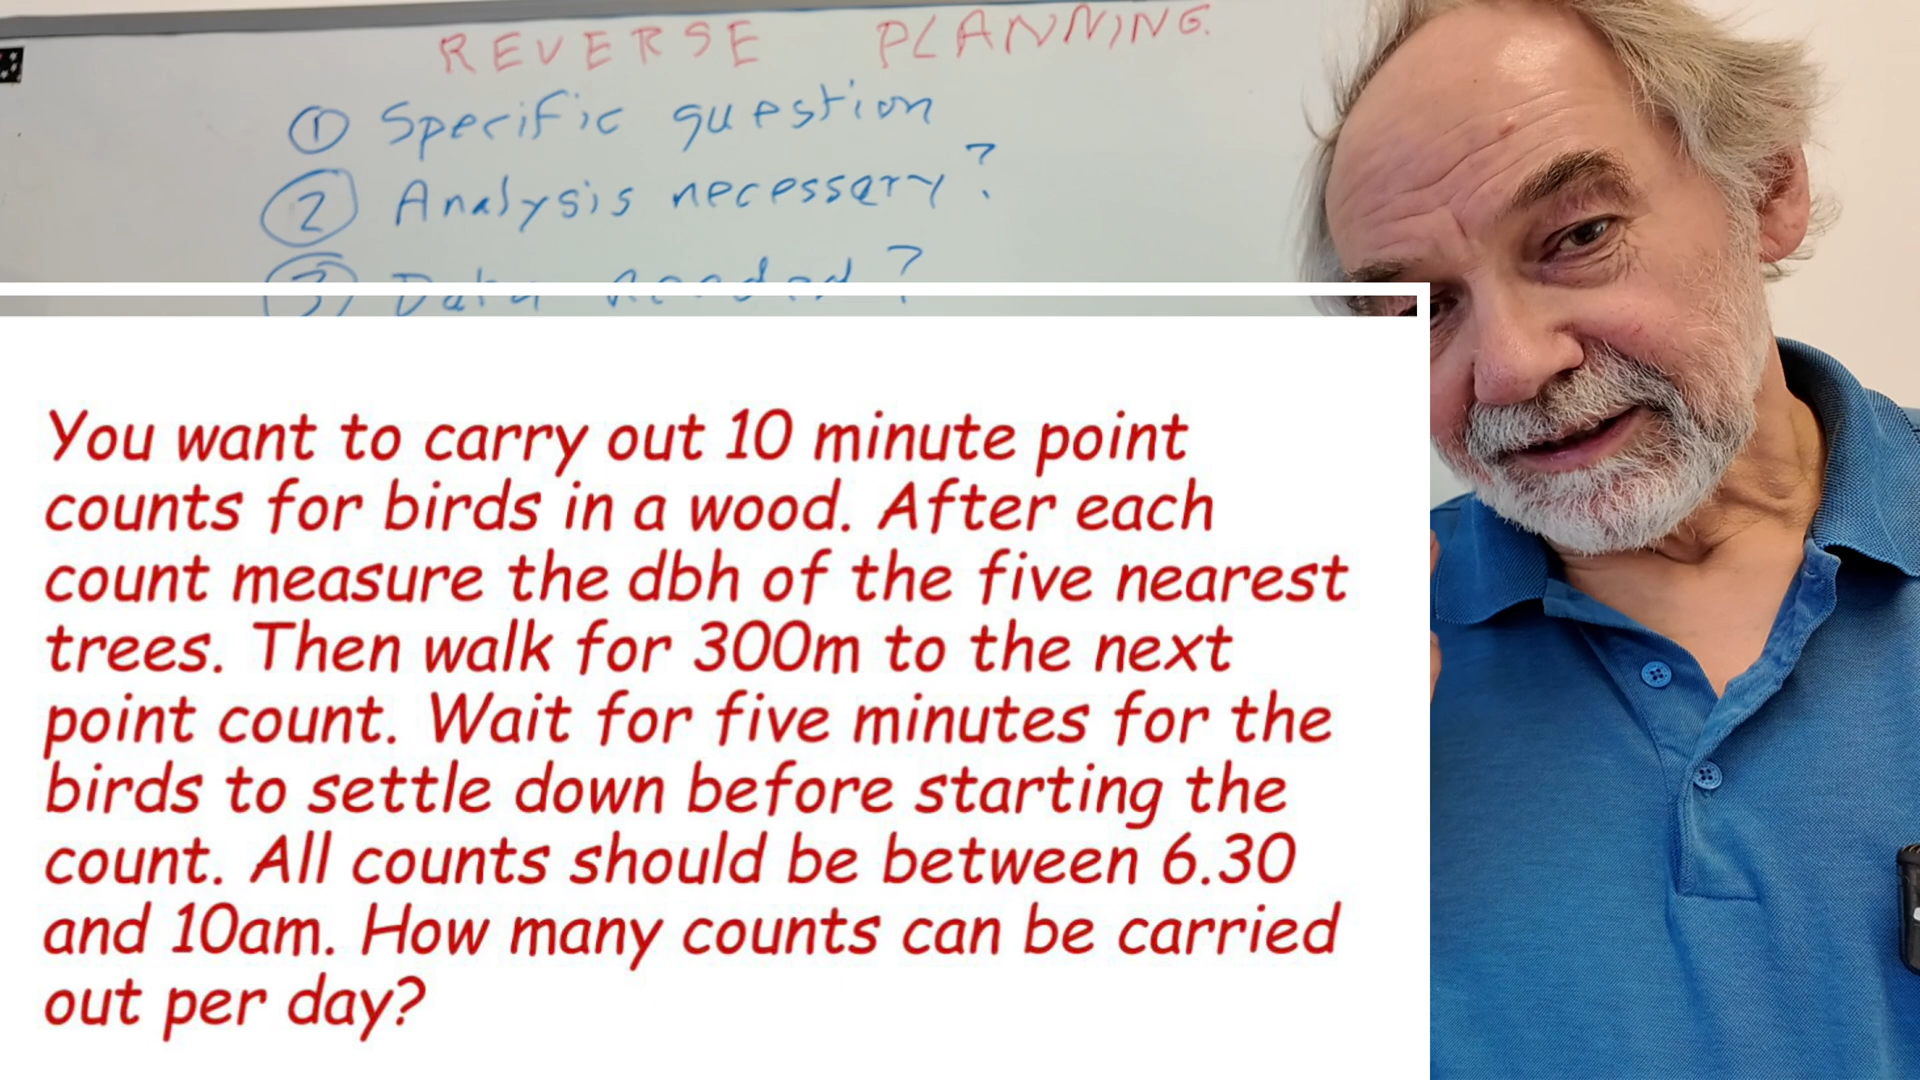 REVERSE PLANNING.
① Specific question
② Analysis necessary?
③ Data needed?
You want to carry out 10 minute point
counts for birds in a wood. After each
count measure the dbh of the five nearest
trees. Then walk for 300m to the next
point count. Wait for five minutes for the
birds to settle down before starting the
count. All counts should be between 6.30
and 10am. How many counts can be carried
out per day?